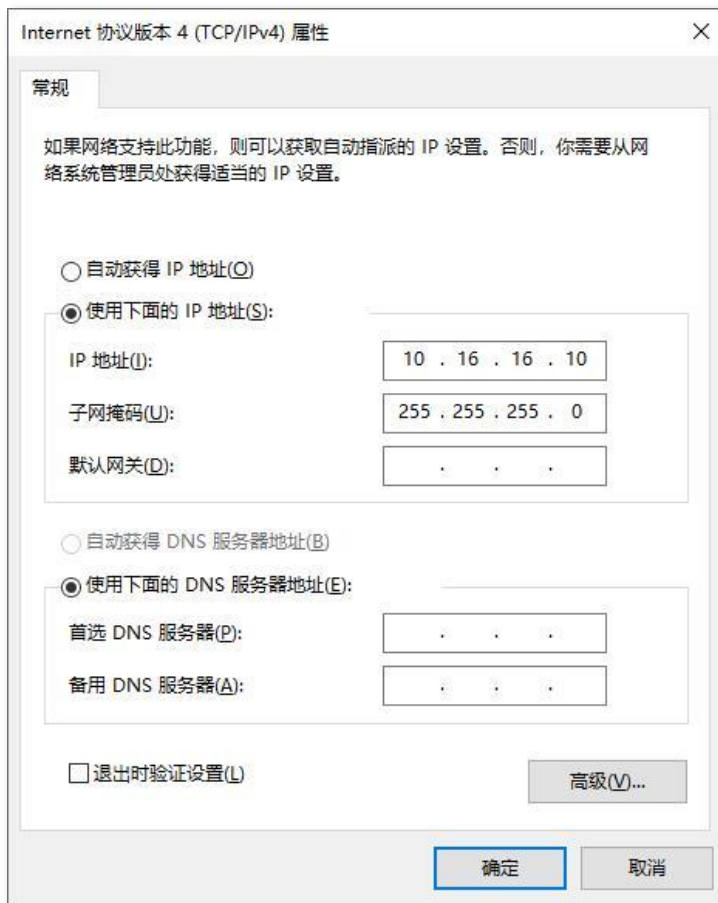 Internet 协议版本 4 (TCP/IPv4) 属性
常规
如果网络支持此功能，则可以获取自动指派的 IP 设置。否则，你需要从网
络系统管理员处获得适当的 IP 设置。
自动获得 IP 地址(O)
使用下面的 IP 地址(S):
IP 地址(I):
10 . 16 . 16 . 10
子网掩码(U):
255 . 255 . 255 . 0
默认网关(D):
. . .
自动获得 DNS 服务器地址(B)
使用下面的 DNS 服务器地址(E):
首选 DNS 服务器(P):
. . .
备用 DNS 服务器(A):
. . .
退出时验证设置(L)
高级(V)...
确定
取消